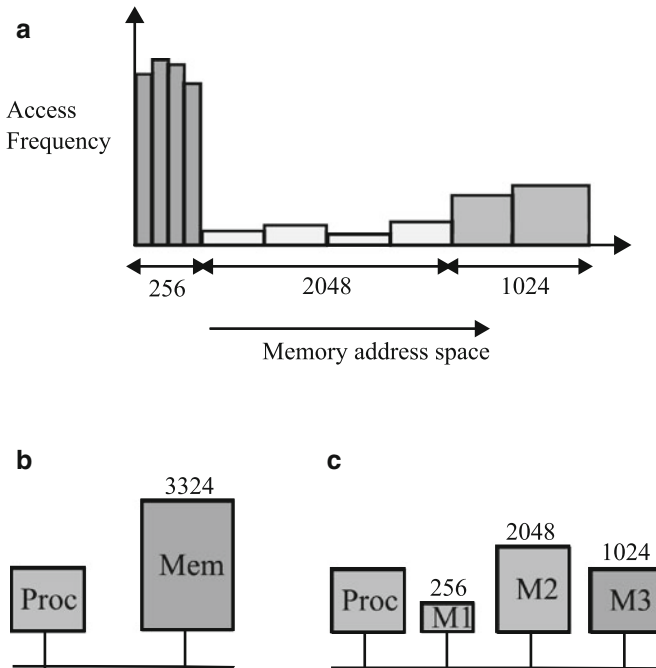 a
Access
Frequency
256
2048
1024
Memory address space
b
3324
Proc
Mem
c
Proc
256
M1
2048
M2
1024
M3